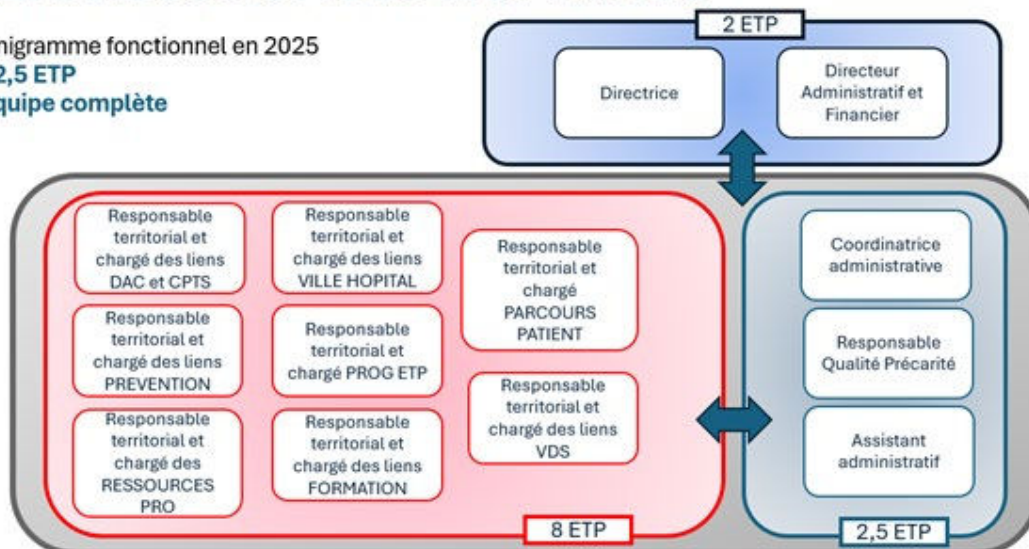 2 ETP
nigramme fonctionnel en 2025
2,5 ETP
quipe complète
Directrice
Directeur
Administratif et
Financier
Responsable
territorial et
chargé des liens
DAC et CPTS
Responsable
territorial et
chargé des liens
VILLE HOPITAL
Responsable
territorial et
chargé
PARCOURS
PATIENT
Responsable
territorial et
chargé des liens
PREVENTION
Responsable
territorial et
chargé PROG ETP
Responsable
territorial et
chargé des liens
VDS
Responsable
territorial et
chargé des
RESSOURCES
PRO
Responsable
territorial et
chargé des liens
FORMATION
8 ETP
Coordinatrice
administrative
Responsable
Qualité Précarité
Assistant
administratif
2,5 ETP